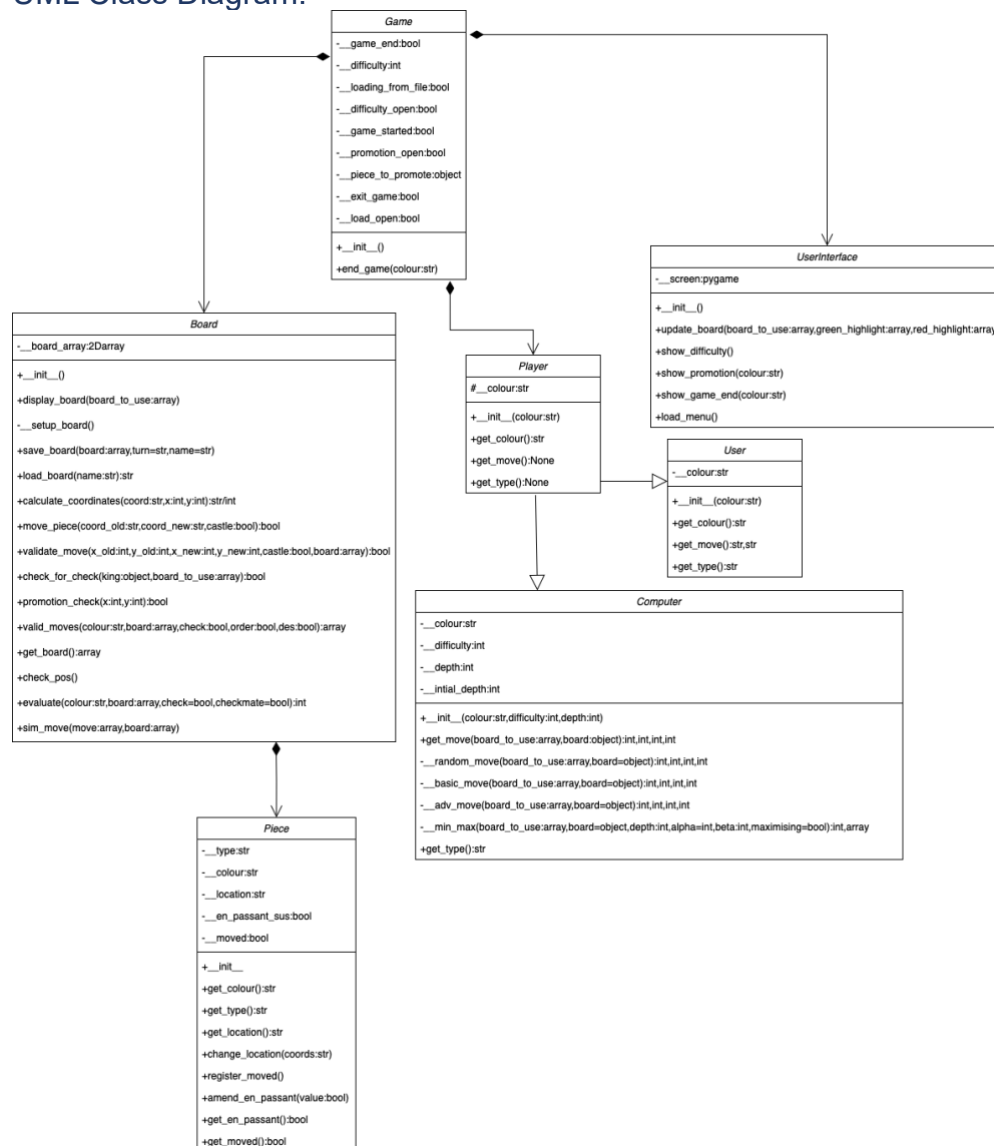 UML Class Diagram:
Game
-__game_end:bool
-__difficulty:int
-__loading_from_file:bool
-__difficulty_open:bool
-__game_started:bool
-__promotion_open:bool
-__piece_to_promote:object
-__exit_game:bool
-__load_open:bool
+__init__()
+end_game(colour:str)
UserInterface
-__screen:pygame
+__init__()
+update_board(board_to_use:array,green_highlight:array,red_highlight:array
+show_difficulty()
+show_promotion(colour:str)
+show_game_end(colour:str)
+load_menu()
Board
-__board_array:2Darray
+__init__()
+display_board(board_to_use:array)
-__setup_board()
+save_board(board:array,turn=str,name=str)
+load_board(name:str):str
+calculate_coordinates(coord:str,x:int,y:int):str/int
+move_piece(coord_old:str,coord_new:str,castle:bool):bool
+validate_move(x_old:int,y_old:int,x_new:int,y_new:int,castle:bool,board:array):bool
+check_for_check(king:object,board_to_use:array):bool
+promotion_check(x:int,y:int):bool
+valid_moves(colour:str,board:array,check:bool,order:bool,des:bool):array
+get_board():array
+check_pos()
+evaluate(colour:str,board:array,check=bool,checkmate=bool):int
+sim_move(move:array,board:array)
Player
#__colour:str
+__init__(colour:str)
+get_colour():str
+get_move():None
+get_type():None
User
-__colour:str
+__init__(colour:str)
+get_colour():str
+get_move():str,str
+get_type():str
Computer
-__colour:str
-__difficulty:int
-__depth:int
-__intial_depth:int
+__init__(colour:str,difficulty:int,depth:int)
+get_move(board_to_use:array,board:object):int,int,int,int
-__random_move(board_to_use:array,board=object):int,int,int,int
-__basic_move(board_to_use:array,board=object):int,int,int,int
-__adv_move(board_to_use:array,board=object):int,int,int,int
-__min_max(board_to_use:array,board=object,depth:int,alpha=int,beta:int,maximising=bool):int,array
+get_type():str
Piece
-__type:str
-__colour:str
-__location:str
-__en_passant_sus:bool
-__moved:bool
+__init__
+get_colour():str
+get_type():str
+get_location():str
+change_location(coords:str)
+register_moved()
+amend_en_passant(value:bool)
+get_en_passant():bool
+get_moved():bool